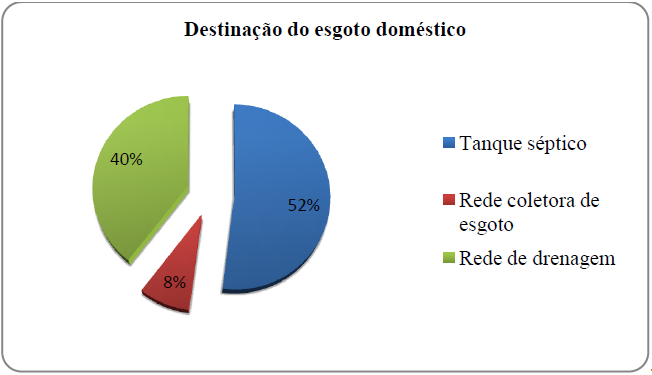 Destinação do esgoto doméstico
40%
52%
8%
Tanque séptico
Rede coletora de
esgoto
Rede de drenagem